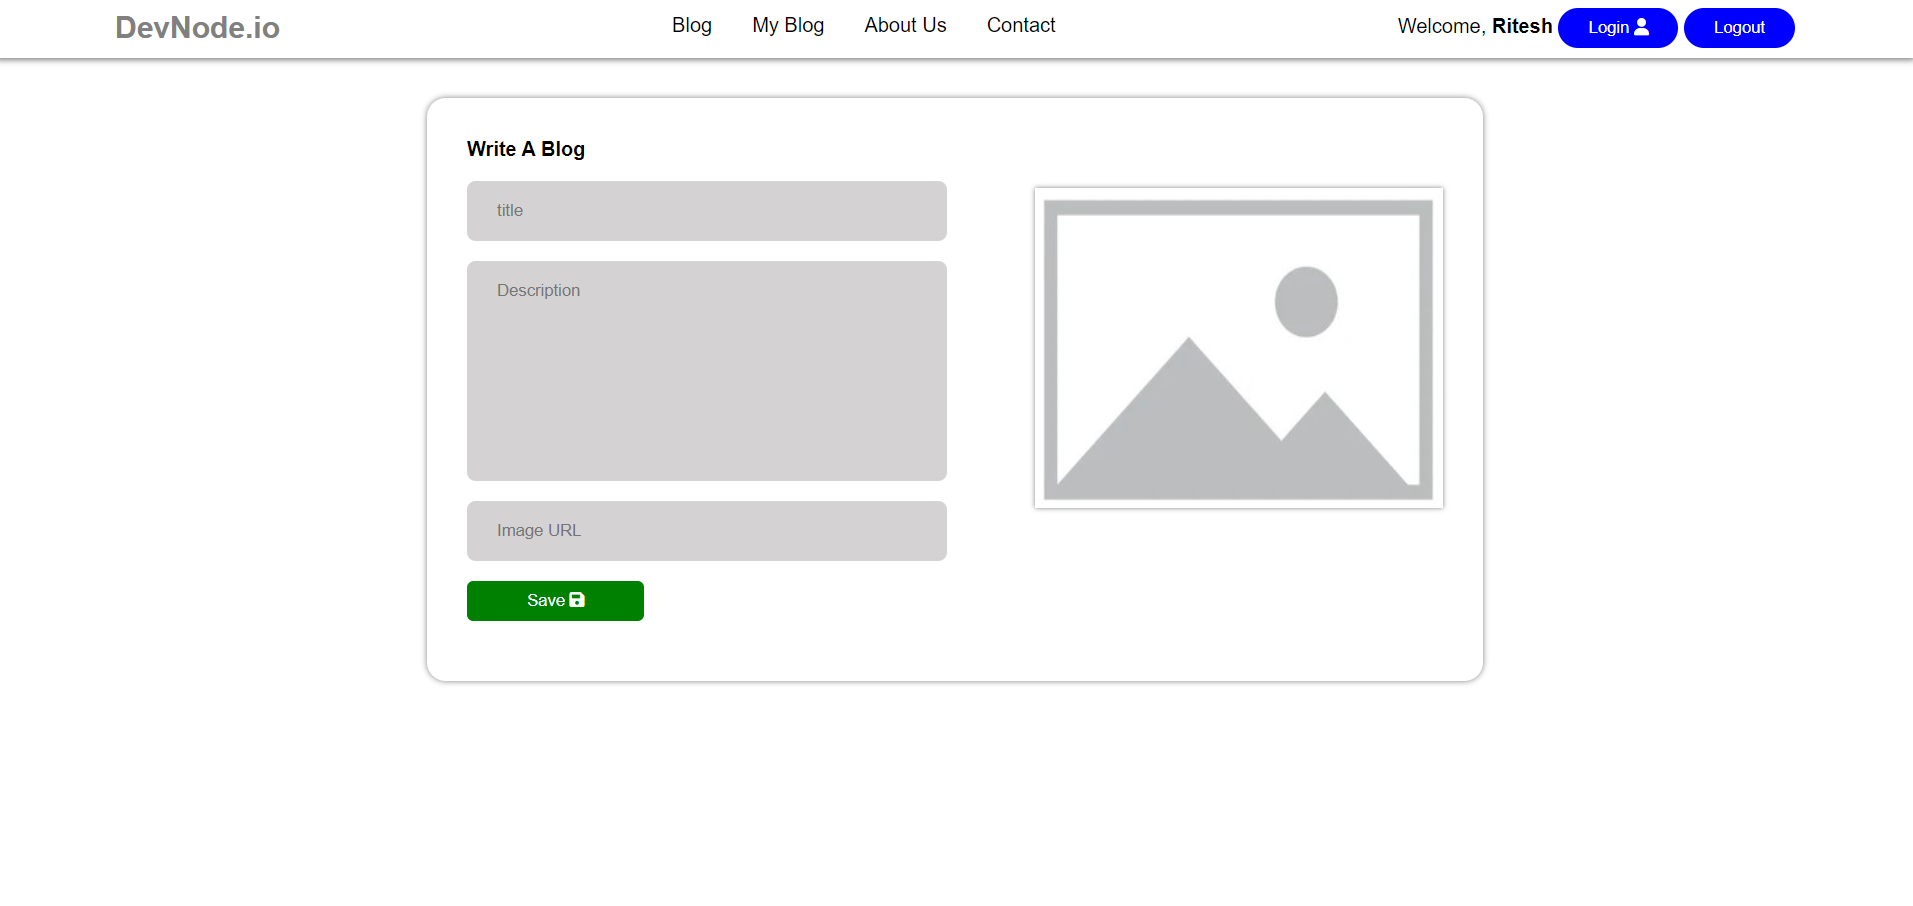 DevNode.io
Blog My Blog About Us Contact
Welcome, Ritesh Login Logout
Write A Blog
title
Description
Image URL
Save